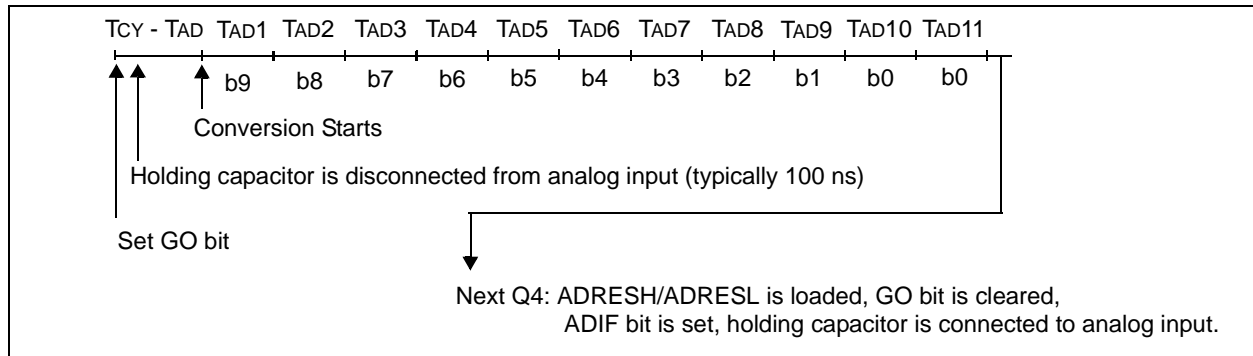 TCY - TAD TAD1 TAD2 TAD3 TAD4 TAD5 TAD6 TAD7 TAD8 TAD9 TAD10 TAD11
b9 b8 b7 b6 b5 b4 b3 b2 b1 b0 b0
Conversion Starts
Holding capacitor is disconnected from analog input (typically 100 ns)
Set GO bit
Next Q4: ADRESH/ADRESL is loaded, GO bit is cleared,
ADIF bit is set, holding capacitor is connected to analog input.